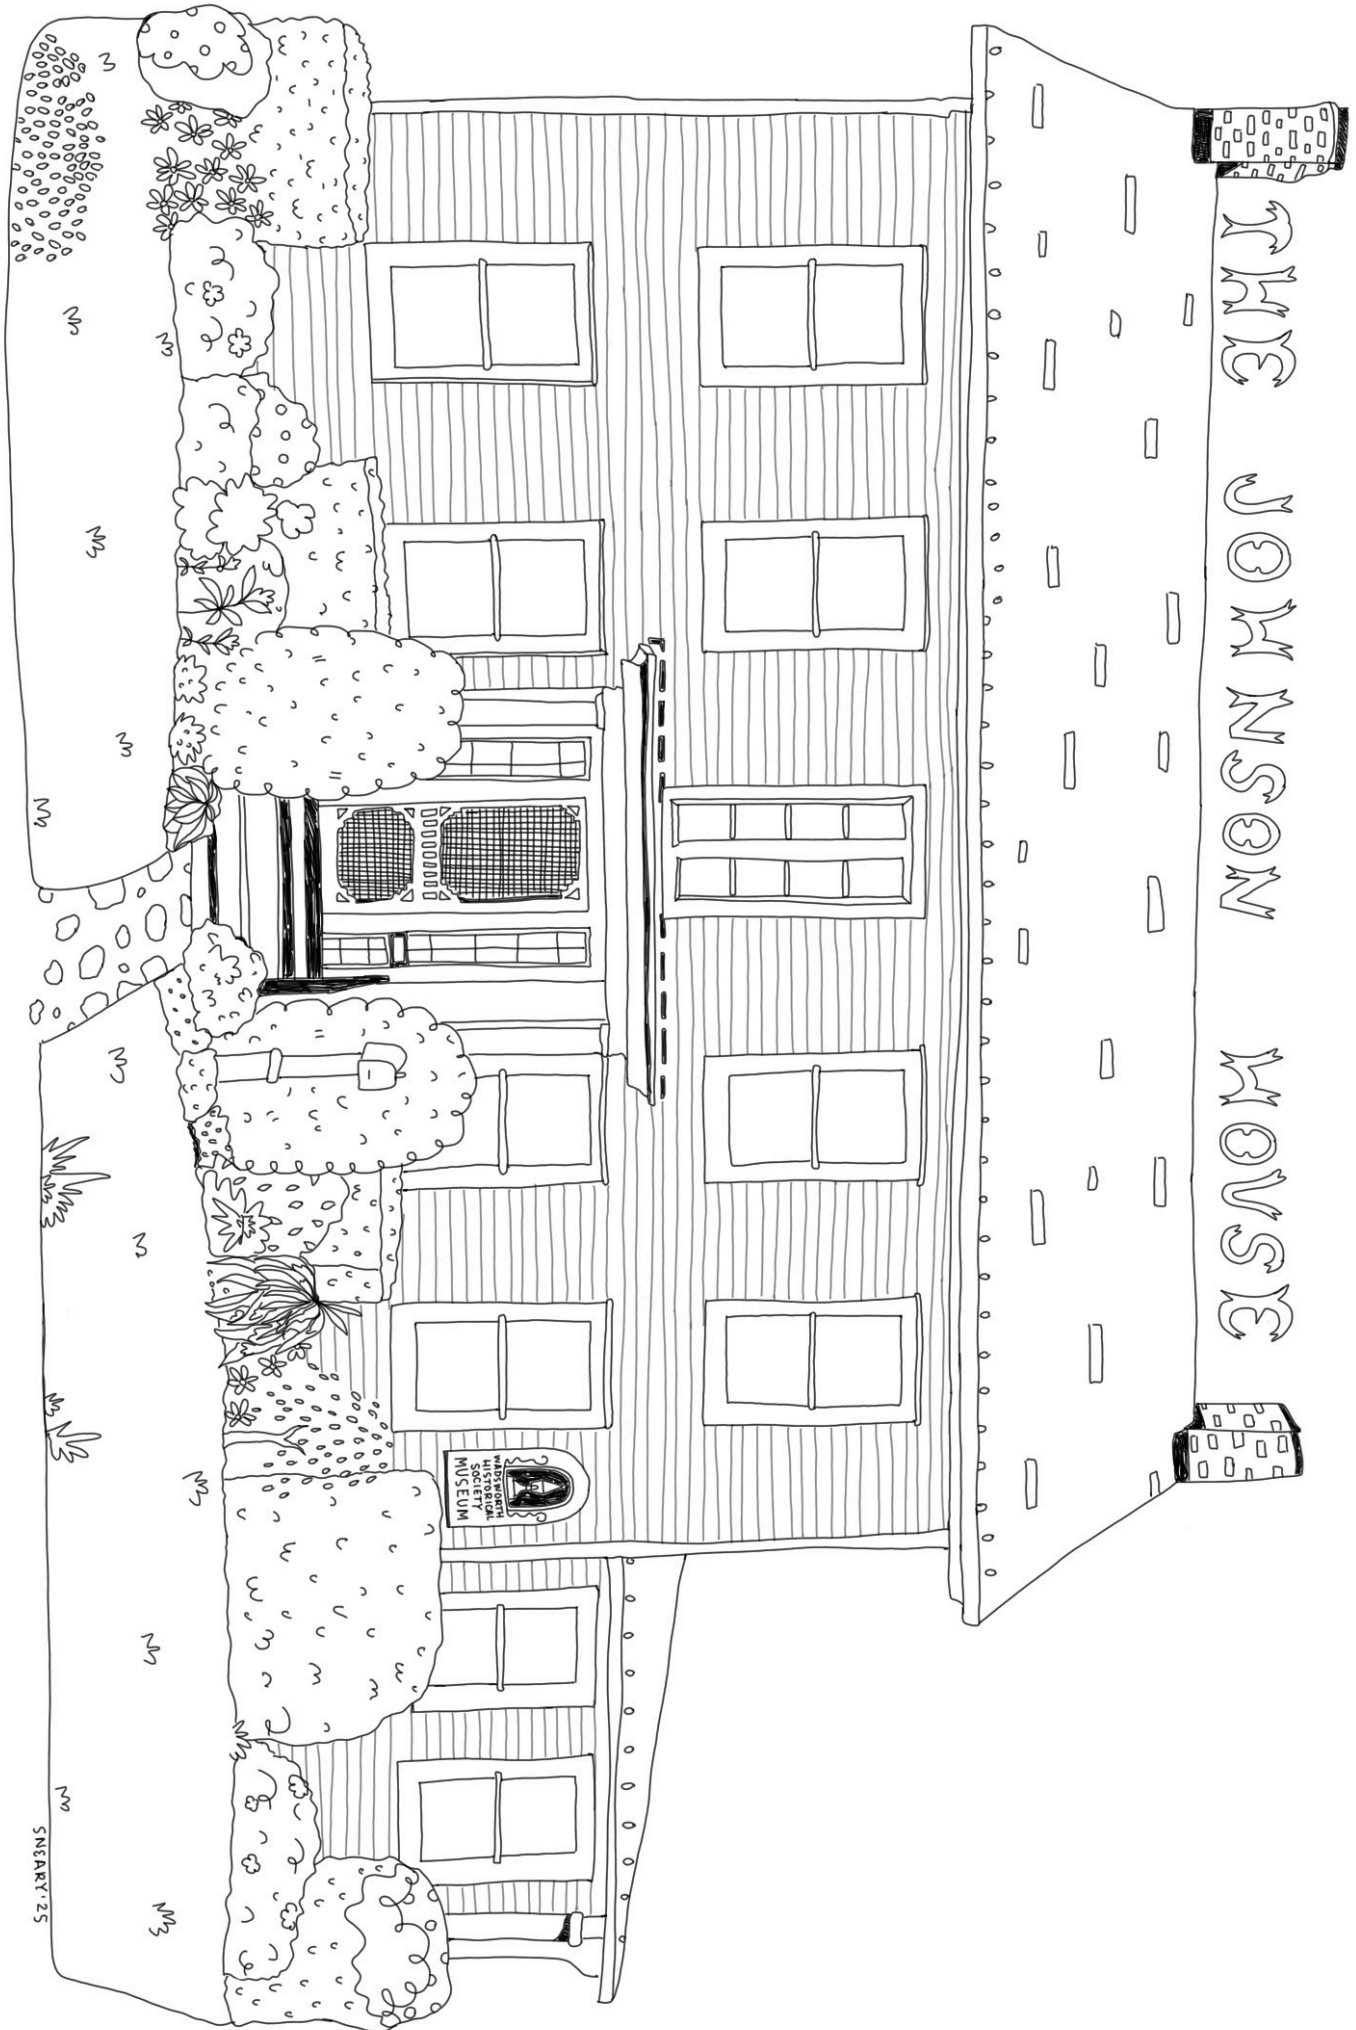 THE JOHNSON HOUSE
WADSWORTH
HISTORICAL
SOCIETY
MUSEUM
SNEARY '25